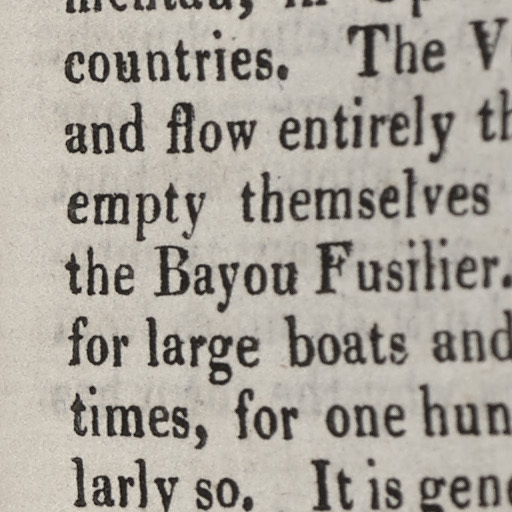 countries. The V
and flow entirely th
empty themselves
the Bayou Fusilier.
for large boats and
times, for one hun
larly so. It is gene